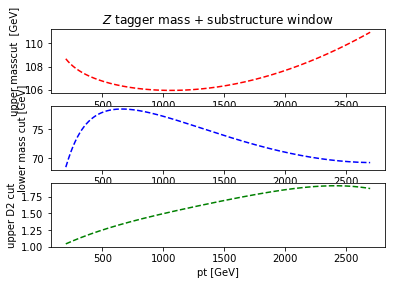 Z tagger mass + substructure window
upper masscut [GeV]
110
108
106
500 1000 1500 2000 2500
lower mass cut [GeV]
75
70
500 1000 1500 2000 2500
upper D2 cut
1.75
1.50
1.25
1.00
500 1000 1500 2000 2500
pt [GeV]